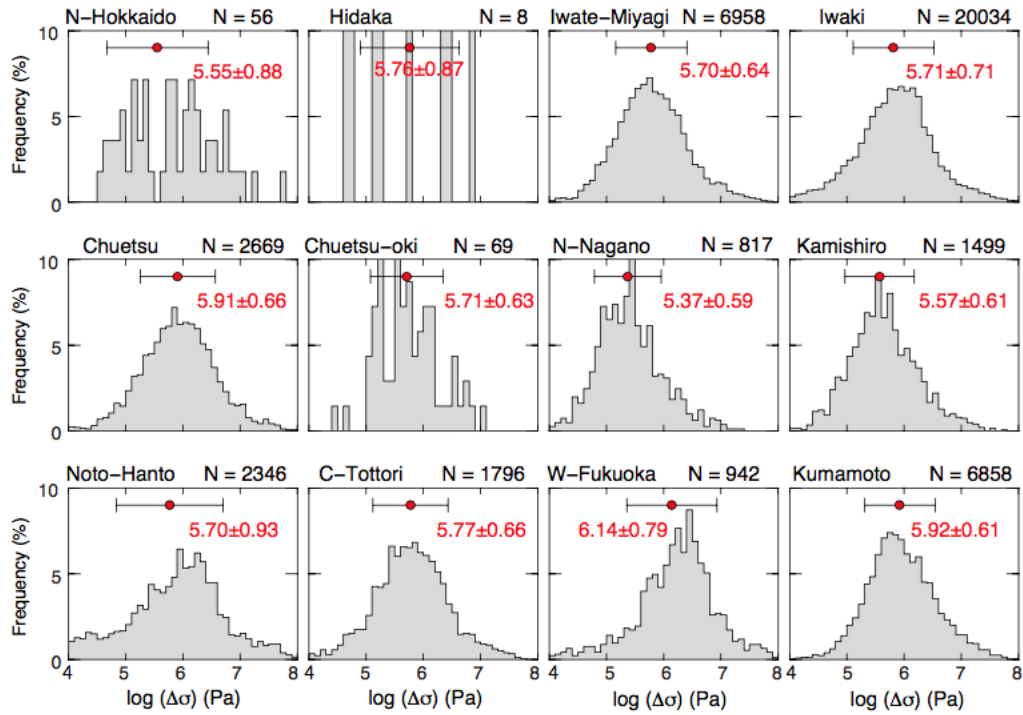 N−Hokkaido N = 56
Hidaka N = 8
Iwate−Miyagi N = 6958
Iwaki N = 20034
10
5
0
Frequency (%)
5.55±0.88
5.76±0.87
5.70±0.64
5.71±0.71
Chuetsu N = 2669
Chuetsu−oki N = 69
N−Nagano N = 817
Kamishiro N = 1499
10
5
0
Frequency (%)
5.91±0.66
5.71±0.63
5.37±0.59
5.57±0.61
Noto−Hanto N = 2346
C−Tottori N = 1796
W−Fukuoka N = 942
Kumamoto N = 6858
10
5
0
Frequency (%)
5.70±0.93
5.77±0.66
6.14±0.79
5.92±0.61
4 5 6 7 8
5 6 7 8
5 6 7 8
4 5 6 7 8
log (Δσ) (Pa)
log (Δσ) (Pa)
log (Δσ) (Pa)
log (Δσ) (Pa)